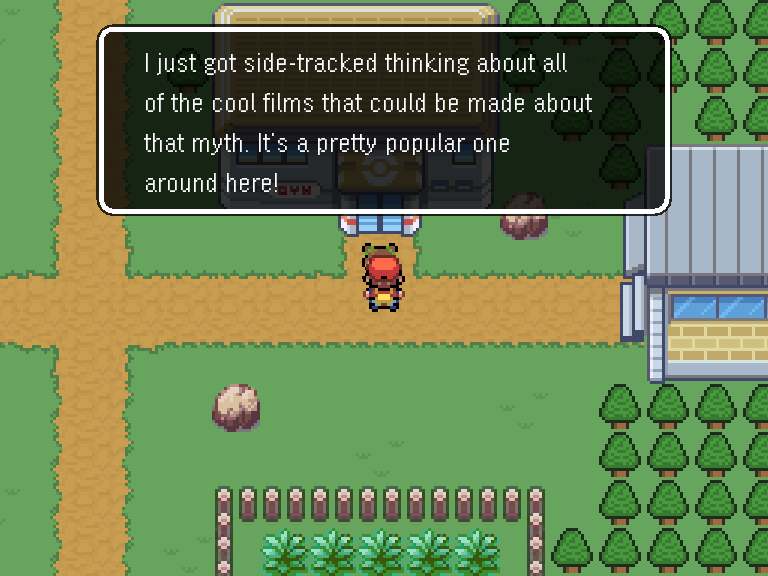 I just got side-tracked thinking about all
of the cool films that could be made about
that myth. It's a pretty popular one
around here!
GYM